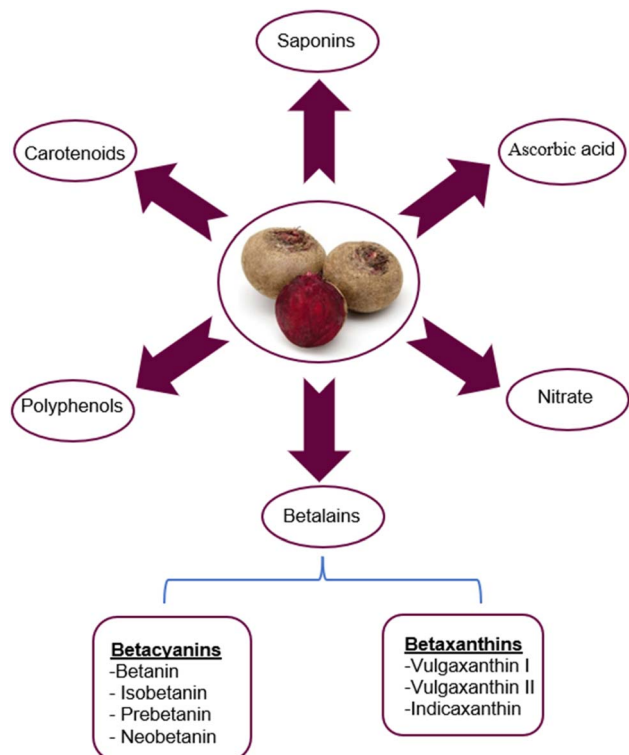 Saponins
Carotenoids
Ascorbic acid
Polyphenols
Nitrate
Betalains
Betacyanins
-Betanin
- Isobetanin
- Prebetanin
- Neobetanin
Betaxanthins
-Vulgaxanthin I
-Vulgaxanthin II
-Indicaxanthin